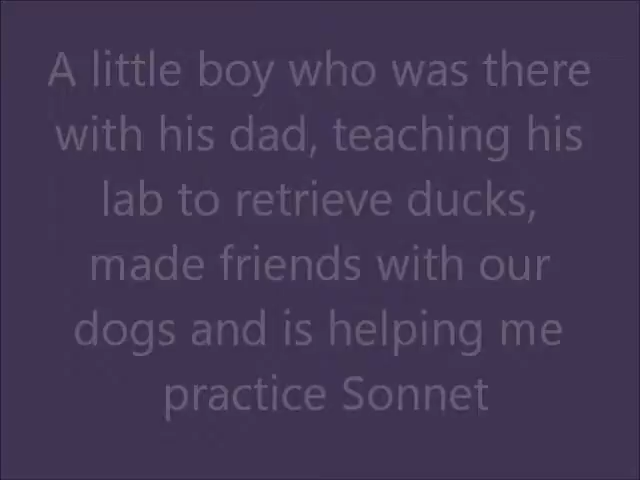 A little boy who was there
with his dad, teaching his
lab to retrieve ducks,
made friends with our
dogs and is helping me
practice Sonnet